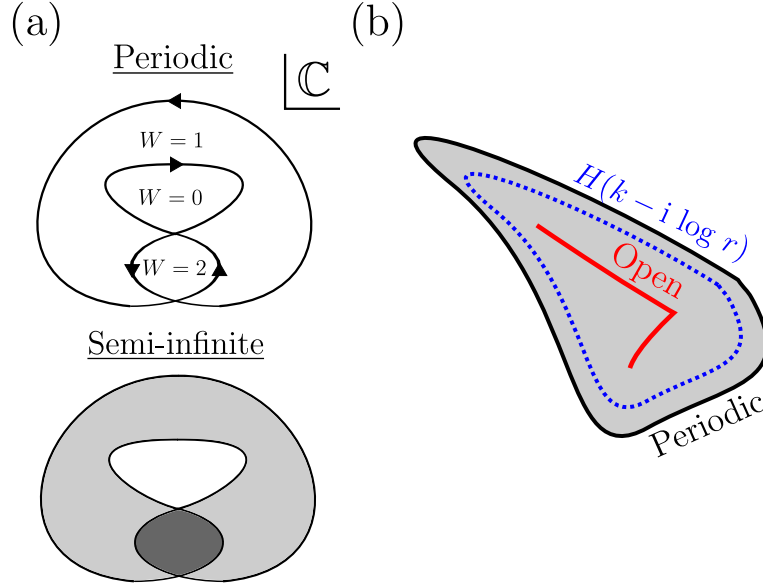 (a)
Periodic
ℂ
W = 1
W = 0
W = 2
Semi-infinite
(b)
H(k − i log r)
Open
Periodic